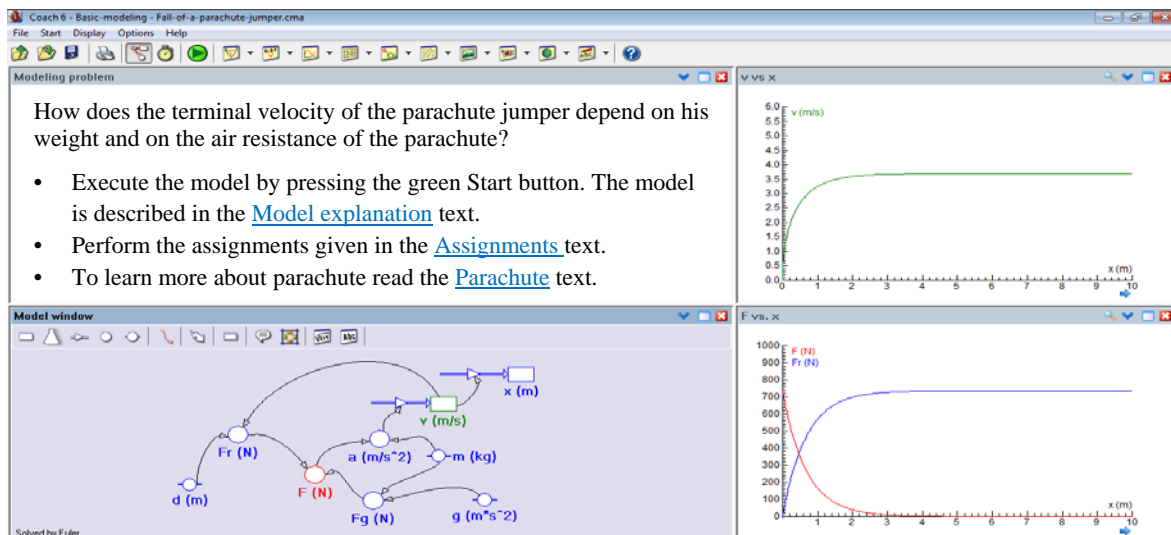 Coach 6 - Basic-modeling - Fall-of-a-parachute-jumper.cma
File Start Display Options Help
Modeling problem
How does the terminal velocity of the parachute jumper depend on his
weight and on the air resistance of the parachute?
• Execute the model by pressing the green Start button. The model
is described in the Model explanation text.
• Perform the assignments given in the Assignments text.
• To learn more about parachute read the Parachute text.
v vs x
6.0
v (m/s)
5.5
5.0
4.5
4.0
3.5
3.0
2.5
2.0
1.5
1.0
0.5
0.0
x (m)
0 1 2 3 4 5 6 7 8 9 10
Model window
x (m)
v (m/s)
Fr (N)
a (m/s^2)
m (kg)
d (m)
F (N)
Fg (N)
g (m*s^2)
Solved by Euler
F vs. x
1000
F (N)
900
Fr (N)
800
700
600
500
400
300
200
100
0
x (m)
0 1 2 3 4 5 6 7 8 9 10